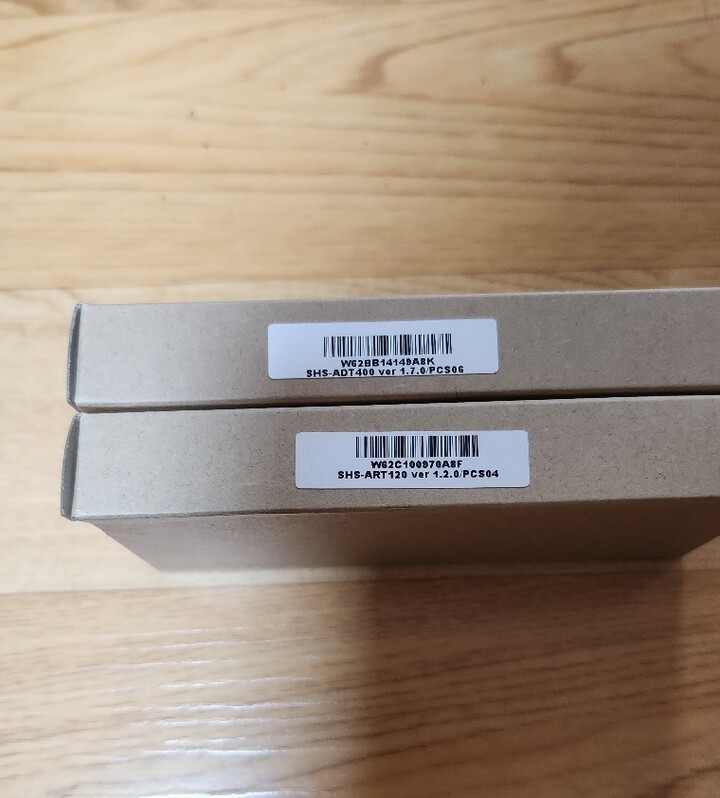 W62BB14149A8K
SHS-ADT400 ver 1.7.0/PCS06
W62C100970A8F
SHS-ART120 ver 1.2.0/PCS04